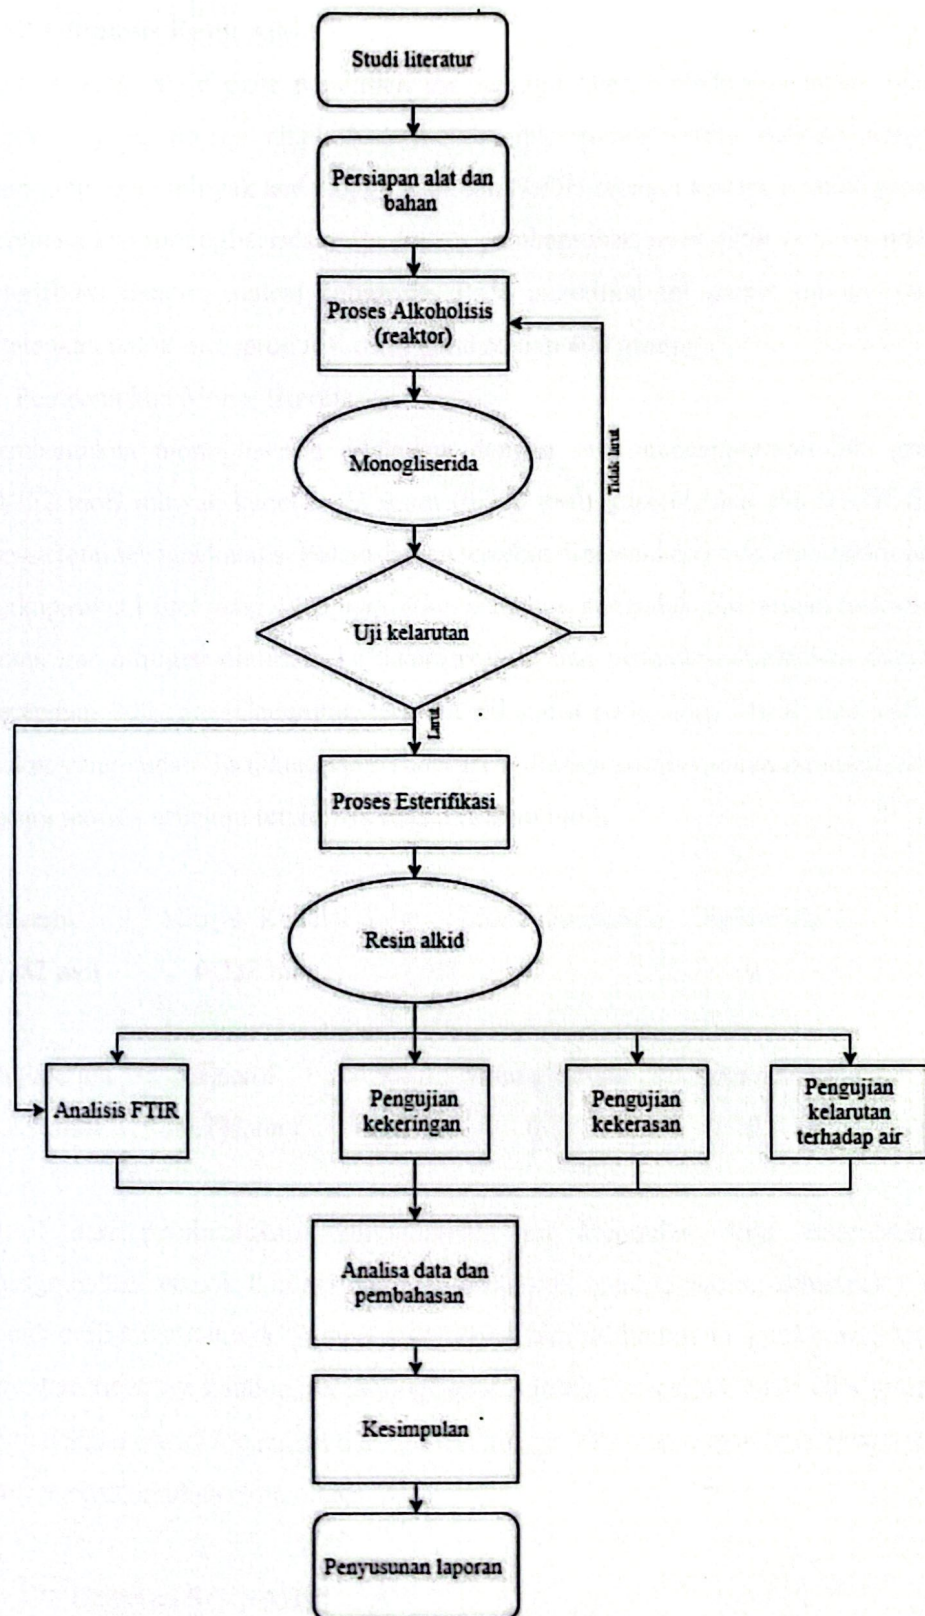 Studi literatur
Persiapan alat dan
bahan
Proses Alkoholisis
(reaktor)
Monogliserida
Tidak larut
Uji kelarutan
Larut
Proses Esterifikasi
Resin alkid
Analisis FTIR
Pengujian
kekeringan
Pengujian
kekerasan
Pengujian
kelarutan
terhadap air
Analisa data dan
pembahasan
Kesimpulan
Penyusunan laporan